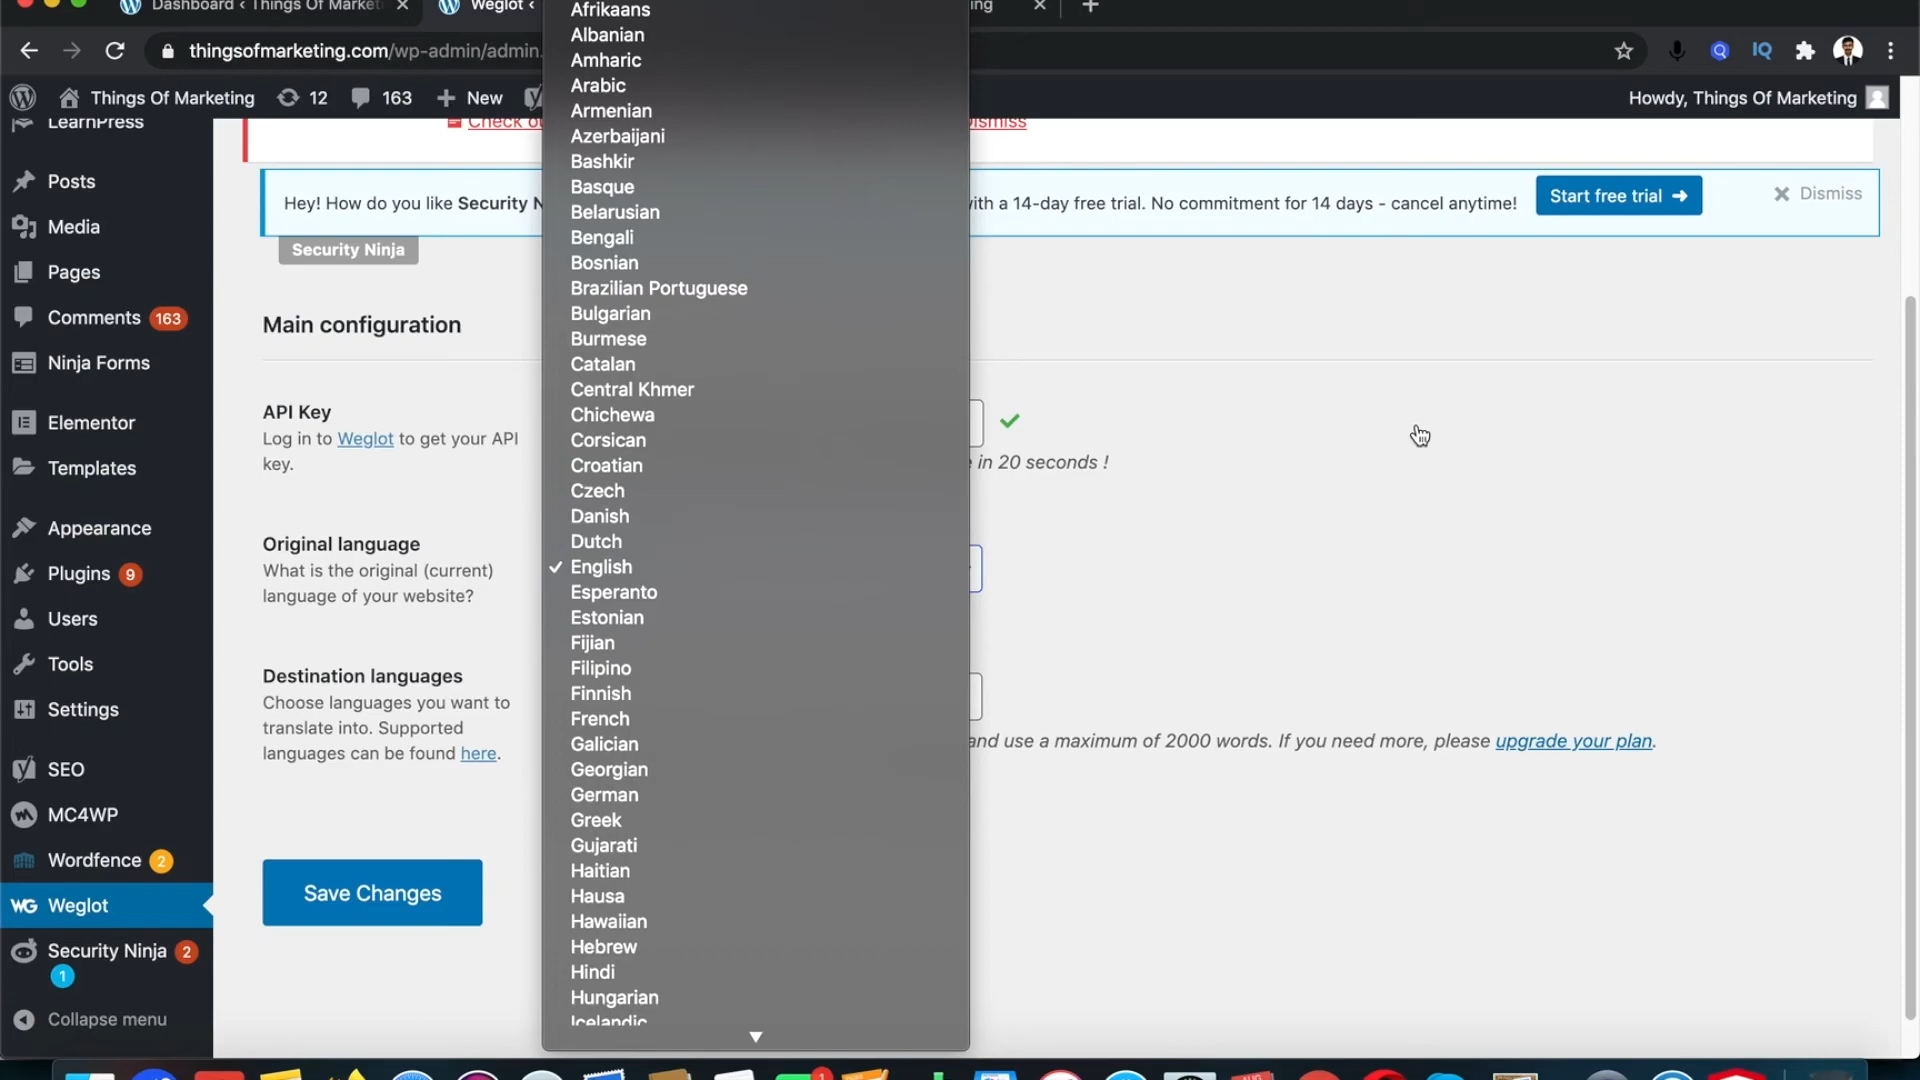 Dashboard ‹ Things Of Market
Weglot ‹
ing
thingsofmarketing.com/wp-admin/admin.
Things Of Marketing
12
163
New
Howdy, Things Of Marketing
LearnPress
Posts
Media
Pages
Comments 163
Ninja Forms
Elementor
Templates
Appearance
Plugins 9
Users
Tools
Settings
SEO
MC4WP
Wordfence 2
WG Weglot
Security Ninja 2
1
Collapse menu
Check ou
Dismiss
Hey! How do you like Security N
ith a 14-day free trial. No commitment for 14 days - cancel anytime!
Start free trial
Dismiss
Security Ninja
Main configuration
API Key
Log in to Weglot to get your API
key.
e in 20 seconds !
Original language
What is the original (current)
language of your website?
Destination languages
Choose languages you want to
translate into. Supported
languages can be found here.
and use a maximum of 2000 words. If you need more, please upgrade your plan.
Save Changes
Afrikaans
Albanian
Amharic
Arabic
Armenian
Azerbaijani
Bashkir
Basque
Belarusian
Bengali
Bosnian
Brazilian Portuguese
Bulgarian
Burmese
Catalan
Central Khmer
Chichewa
Corsican
Croatian
Czech
Danish
Dutch
English
Esperanto
Estonian
Fijian
Filipino
Finnish
French
Galician
Georgian
German
Greek
Gujarati
Haitian
Hausa
Hawaiian
Hebrew
Hindi
Hungarian
Icelandic